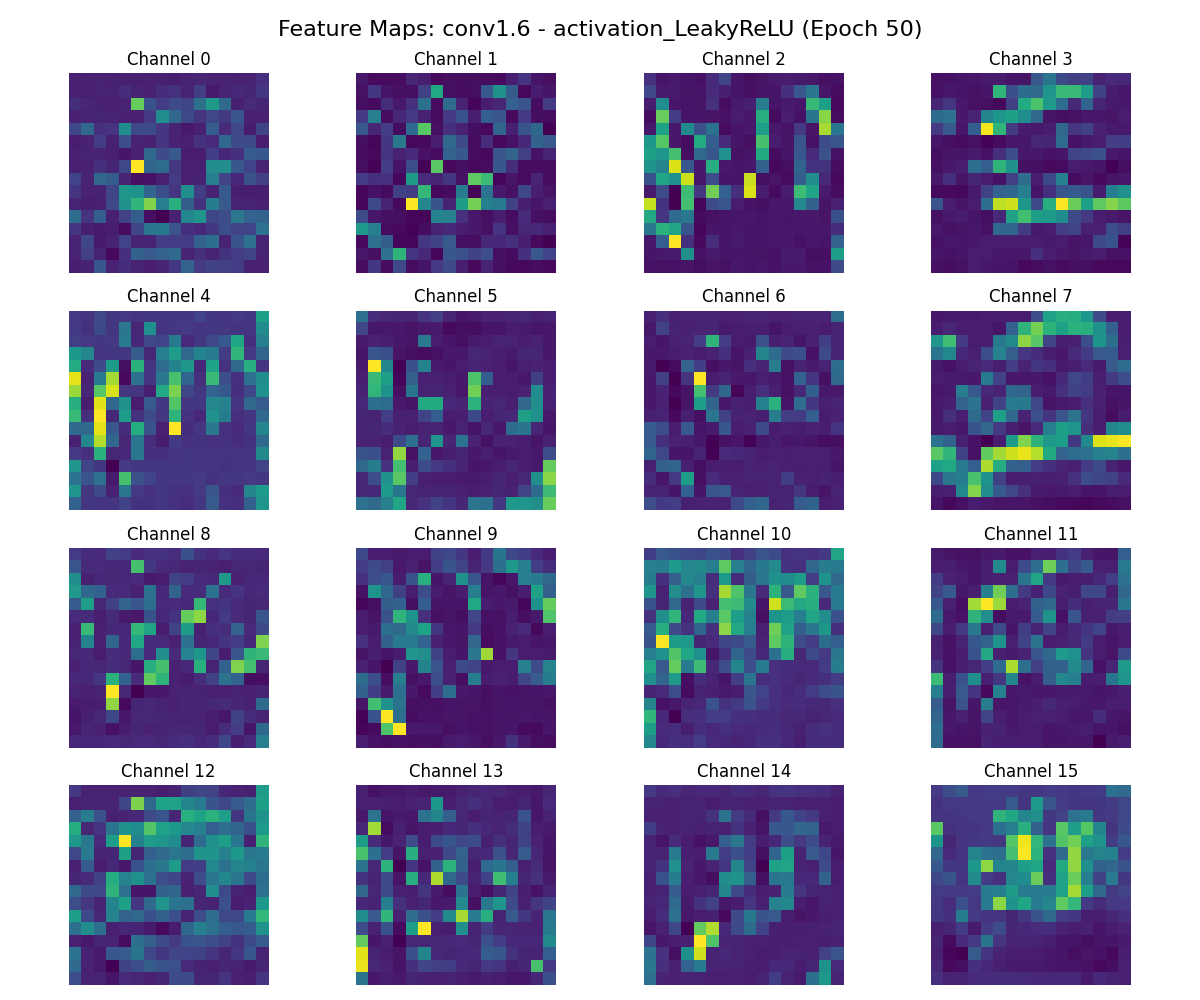 Feature Maps: conv1.6 - activation_LeakyReLU (Epoch 50)
Channel 0
Channel 1
Channel 2
Channel 3
Channel 4
Channel 5
Channel 6
Channel 7
Channel 8
Channel 9
Channel 10
Channel 11
Channel 12
Channel 13
Channel 14
Channel 15